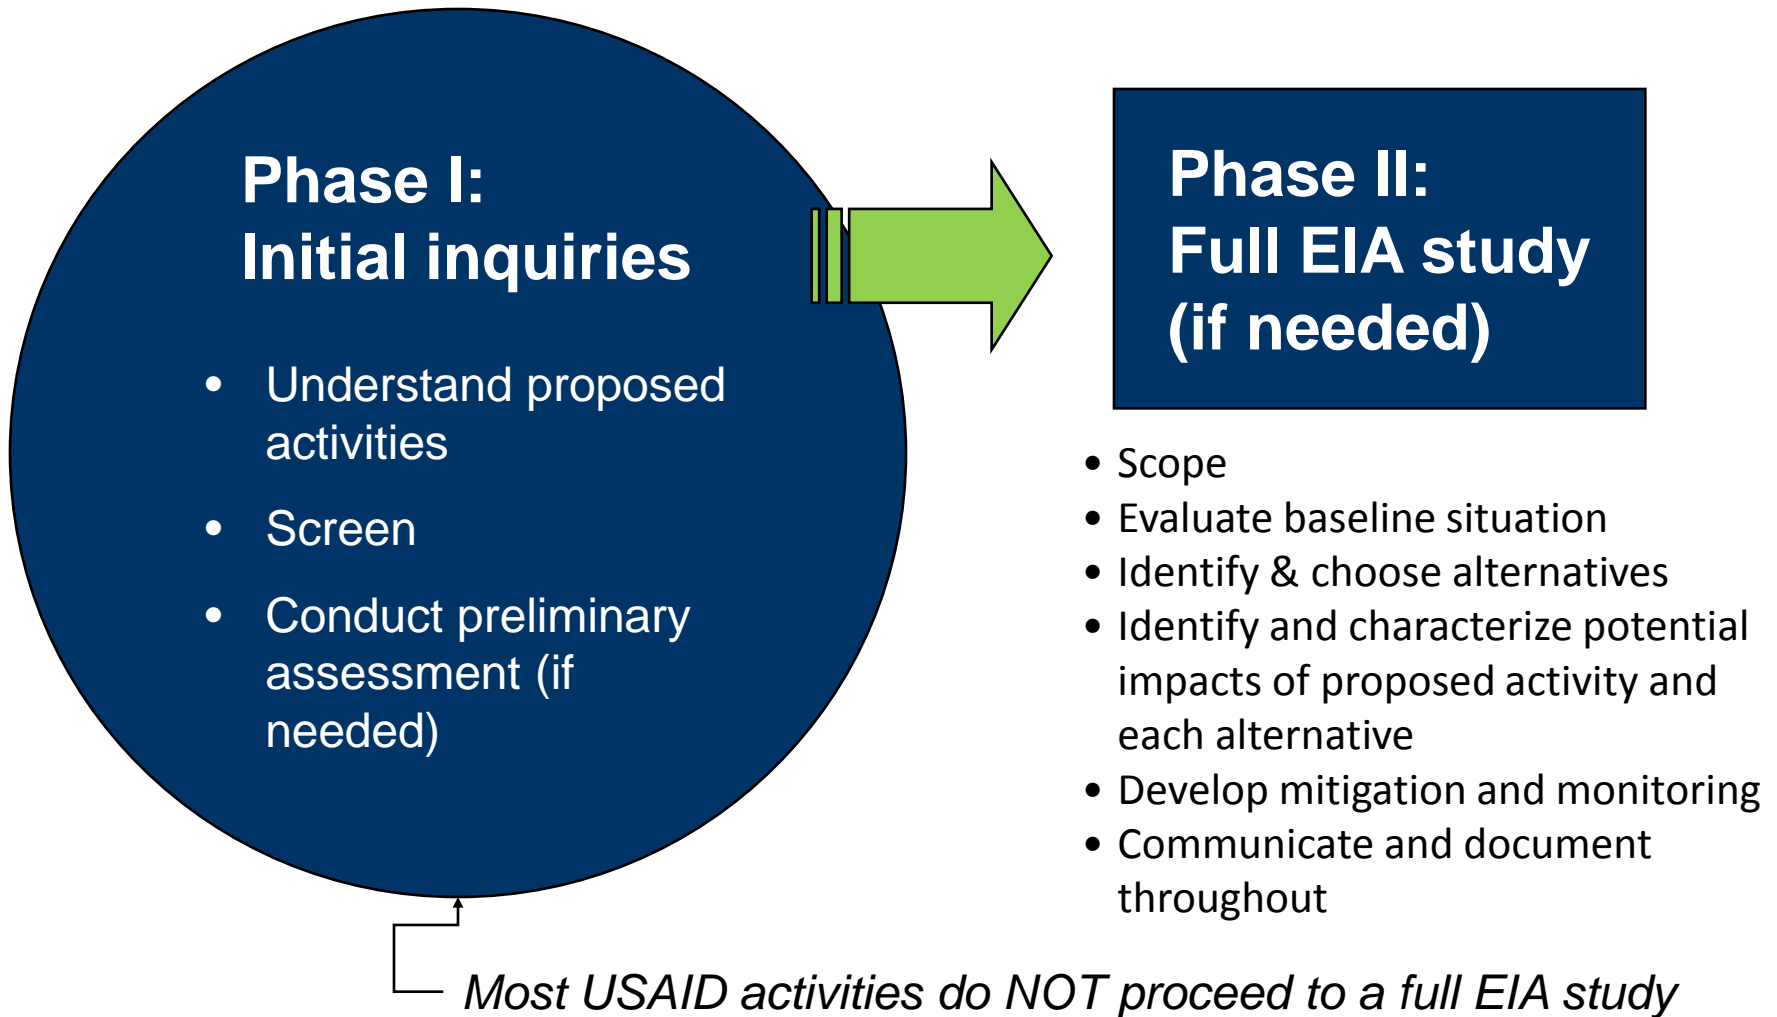 Phase I:
Initial inquiries
• Understand proposed
activities
• Screen
• Conduct preliminary
assessment (if
needed)
Phase II:
Full EIA study
(if needed)
• Scope
• Evaluate baseline situation
• Identify & choose alternatives
• Identify and characterize potential
impacts of proposed activity and
each alternative
• Develop mitigation and monitoring
• Communicate and document
throughout
Most USAID activities do NOT proceed to a full EIA study